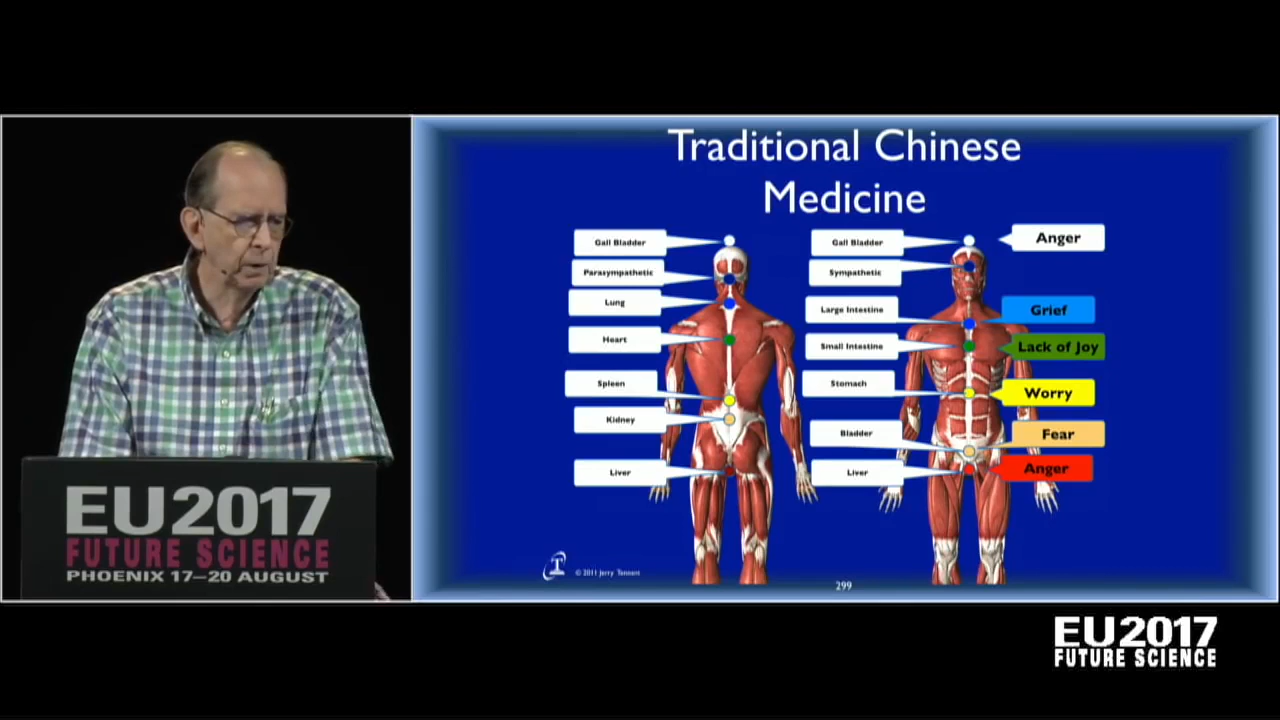 EU2017
FUTURE SCIENCE
PHOENIX 17–20 AUGUST
Traditional Chinese
Medicine
Gall Bladder
Parasympathetic
Lung
Heart
Spleen
Kidney
Liver
Gall Bladder
Sympathetic
Large Intestine
Small Intestine
Stomach
Bladder
Liver
Anger
Grief
Lack of Joy
Worry
Fear
Anger
T
© 2011 Jerry Tennant
299
EU2017
FUTURE SCIENCE